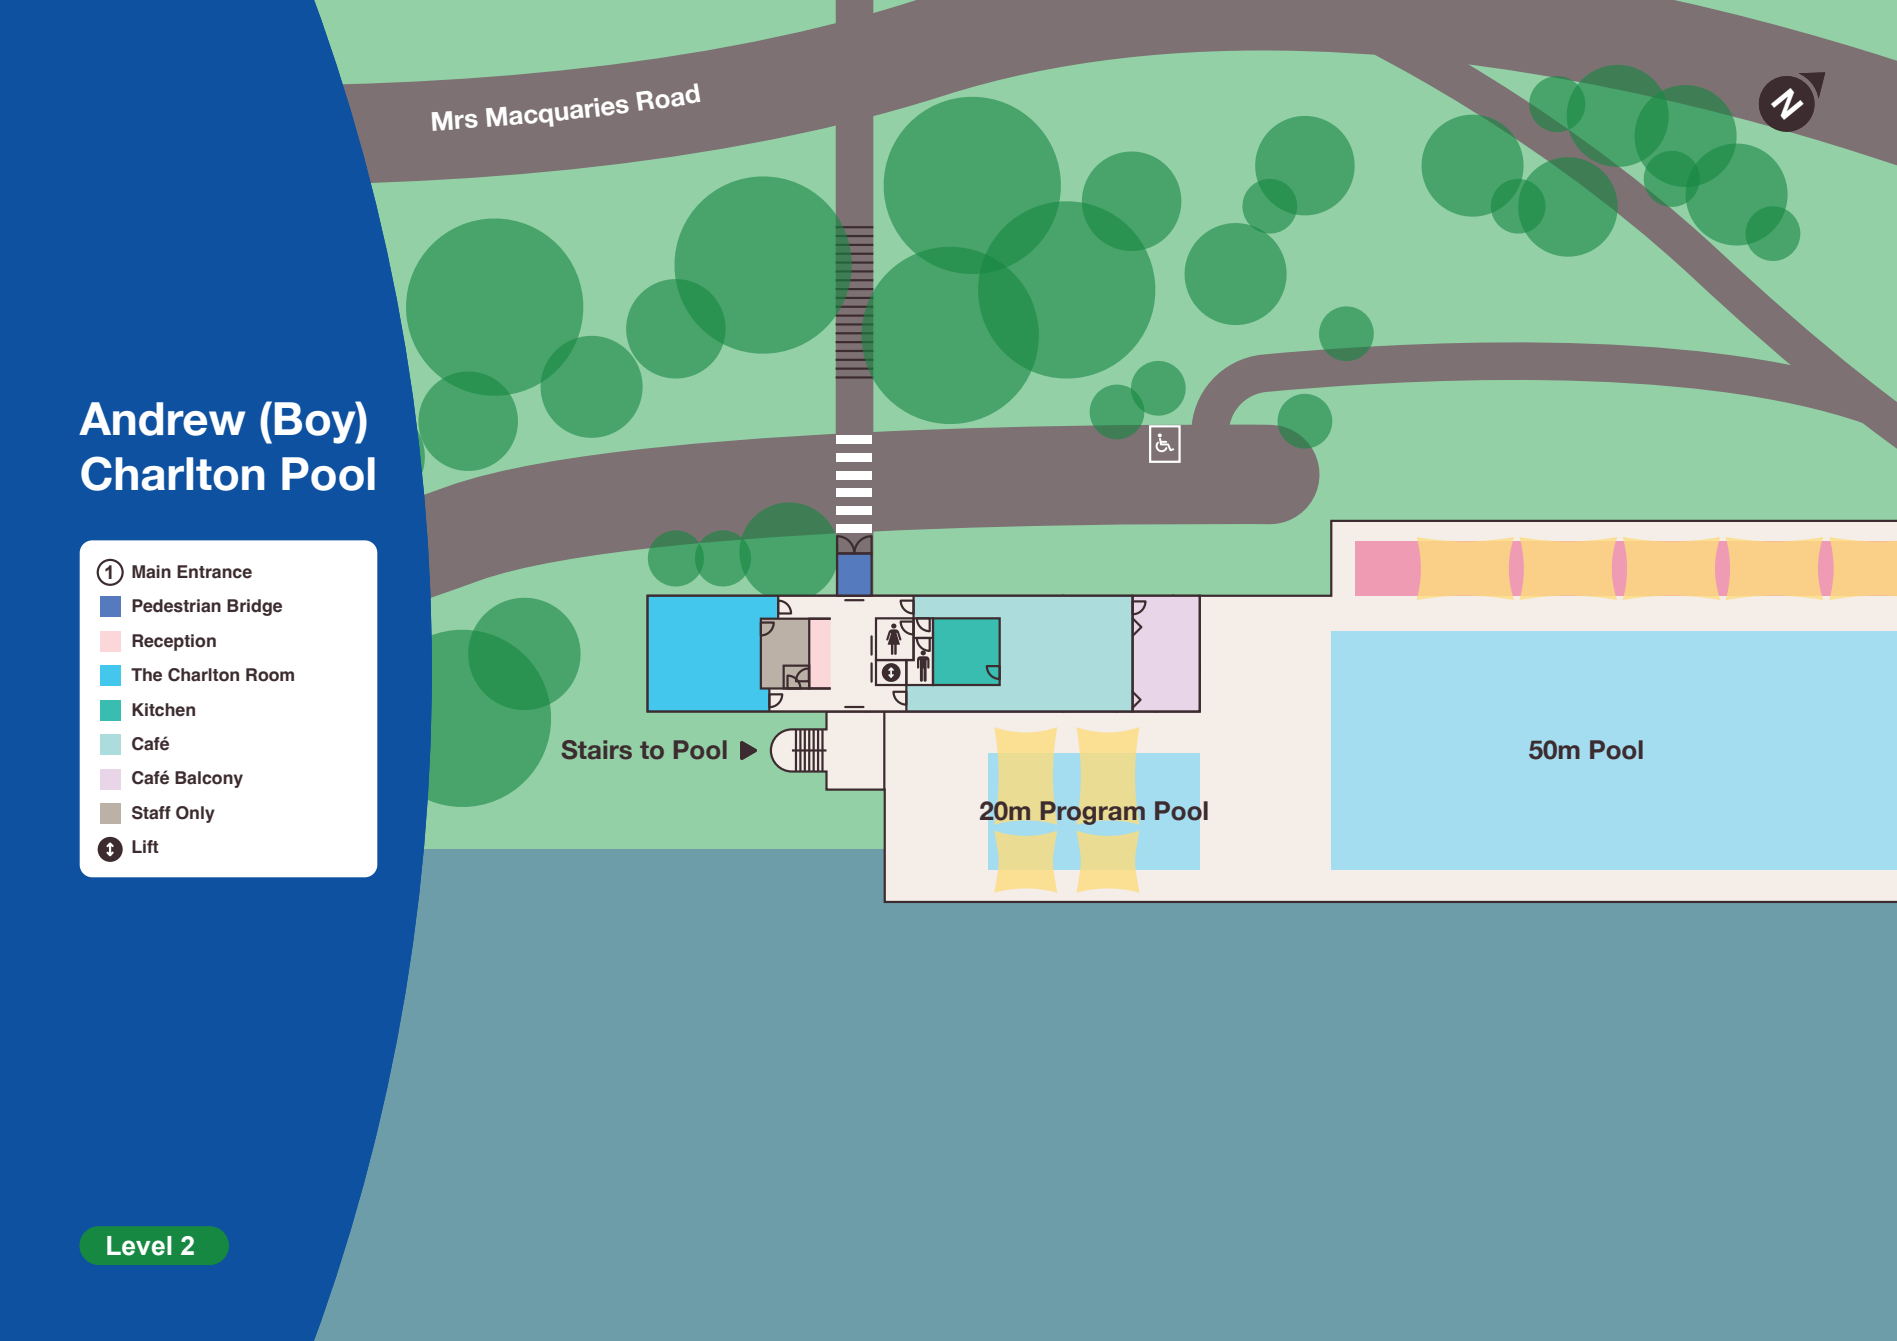 Mrs Macquaries Road
N
Andrew (Boy)
Charlton Pool
1 Main Entrance
Pedestrian Bridge
Reception
The Charlton Room
Kitchen
Café
Café Balcony
Staff Only
Lift
Stairs to Pool
50m Pool
20m Program Pool
Level 2